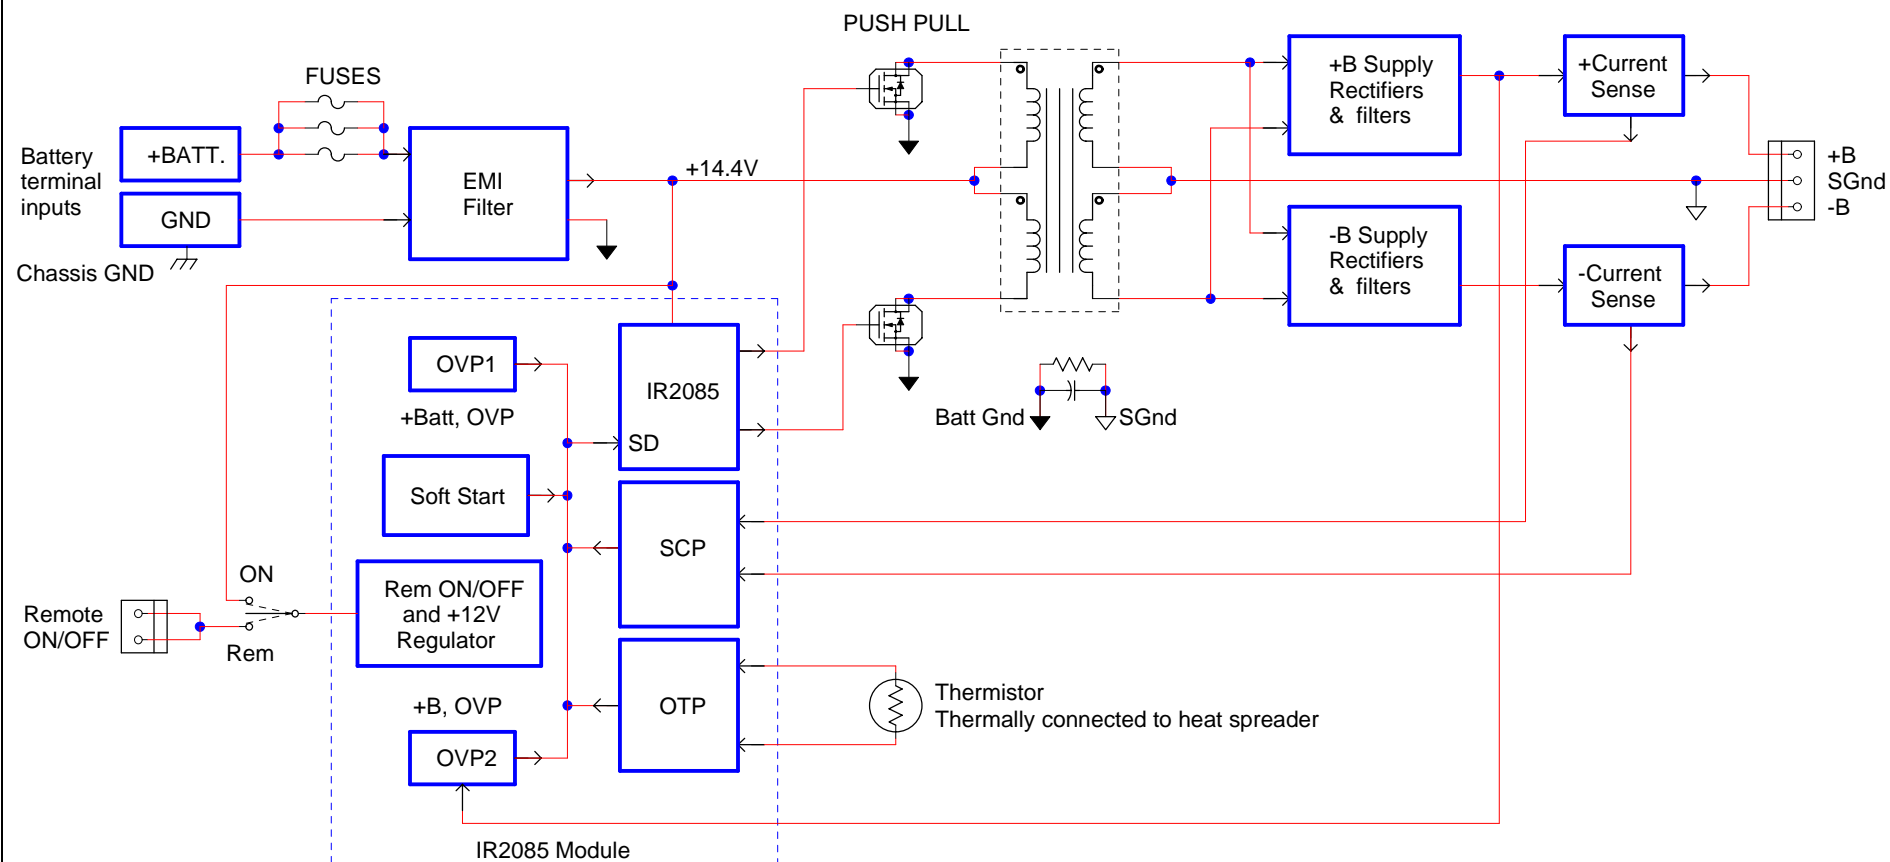 PUSH PULL
FUSES
Battery
terminal
inputs
+BATT.
GND
Chassis GND
EMI
Filter
+14.4V
+B Supply
Rectifiers
& filters
+Current
Sense
+B
SGnd
-B
-B Supply
Rectifiers
& filters
-Current
Sense
OVP1
+Batt, OVP
IR2085
SD
Batt Gnd
SGnd
Soft Start
SCP
ON
Remote
ON/OFF
Rem
Rem ON/OFF
and +12V
Regulator
+B, OVP
OVP2
OTP
Thermistor
Thermally connected to heat spreader
IR2085 Module